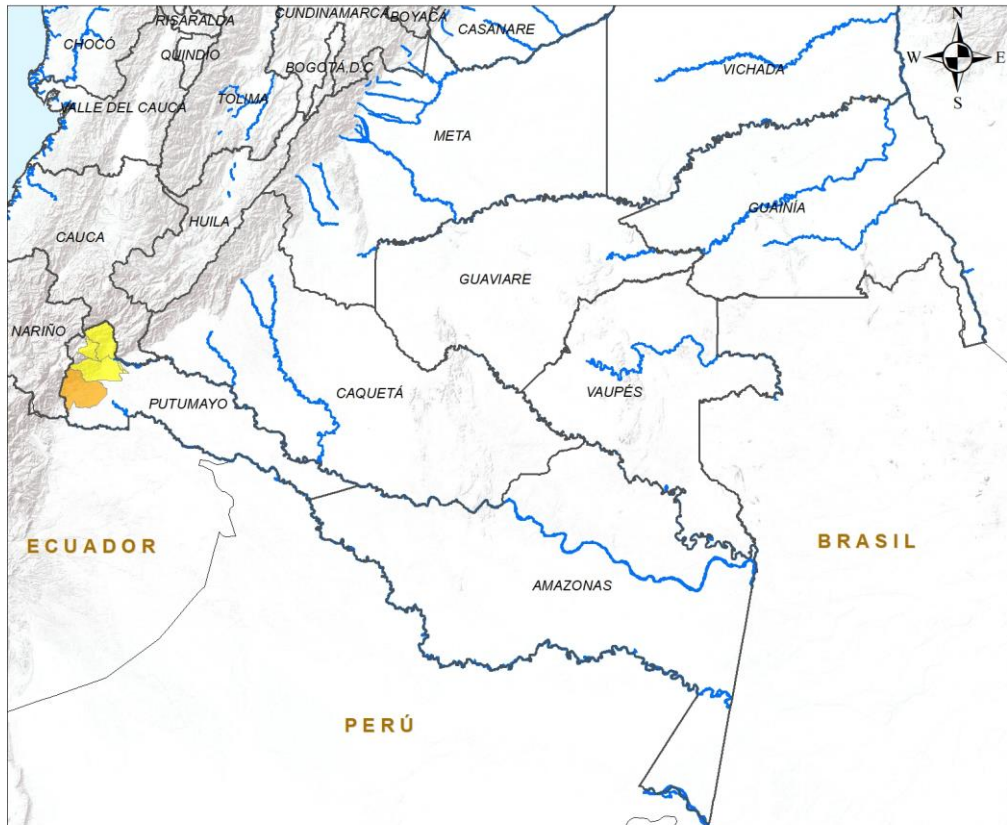 CUNDINAMARCA
BOYACÁ
RISARALDA
CASANARE
N
CHOCÓ
QUINDÍO
BOGOTÁ, D.C
W
E
VICHADA
VALLE DEL CAUCA
TOLIMA
S
META
GUAINÍA
HUILA
CAUCA
GUAVIARE
NARIÑO
CAQUETÁ
VAUPÉS
PUTUMAYO
ECUADOR
BRASIL
AMAZONAS
PERÚ